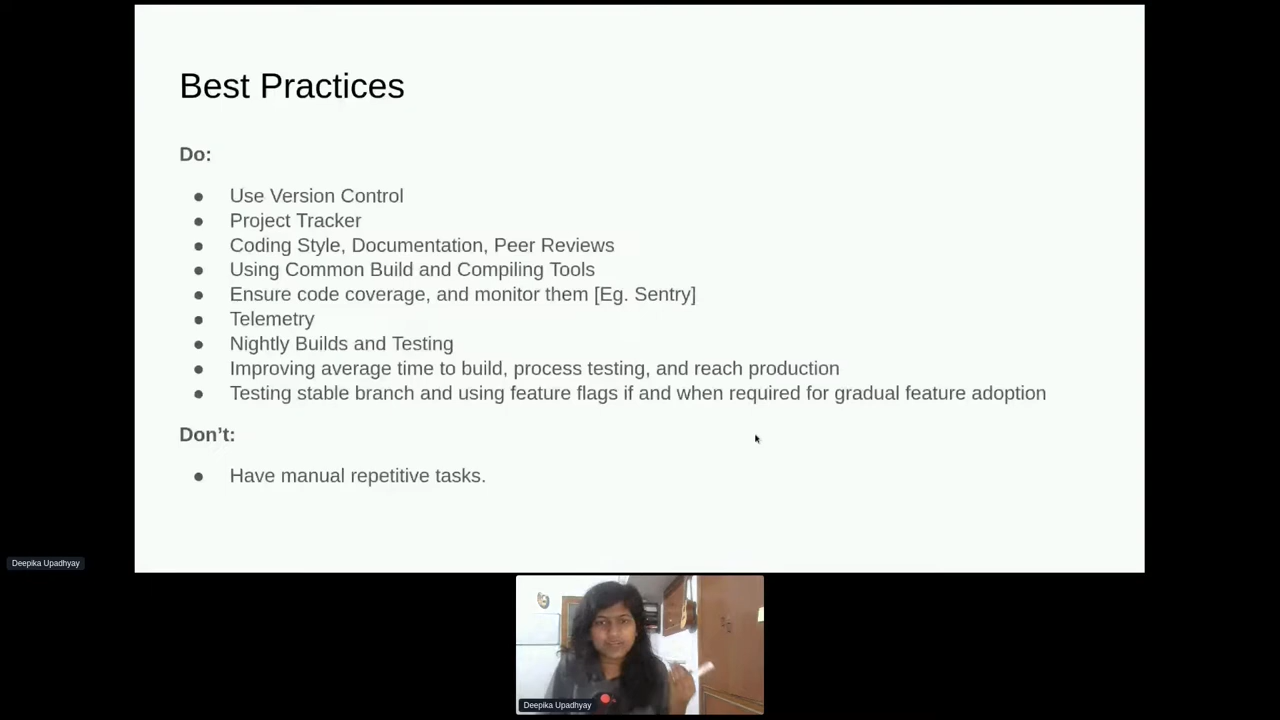 Best Practices
Do:
● Use Version Control
● Project Tracker
● Coding Style, Documentation, Peer Reviews
● Using Common Build and Compiling Tools
● Ensure code coverage, and monitor them [Eg. Sentry]
● Telemetry
● Nightly Builds and Testing
● Improving average time to build, process testing, and reach production
● Testing stable branch and using feature flags if and when required for gradual feature adoption
Don’t:
● Have manual repetitive tasks.
Deepika Upadhyay
Deepika Upadhyay